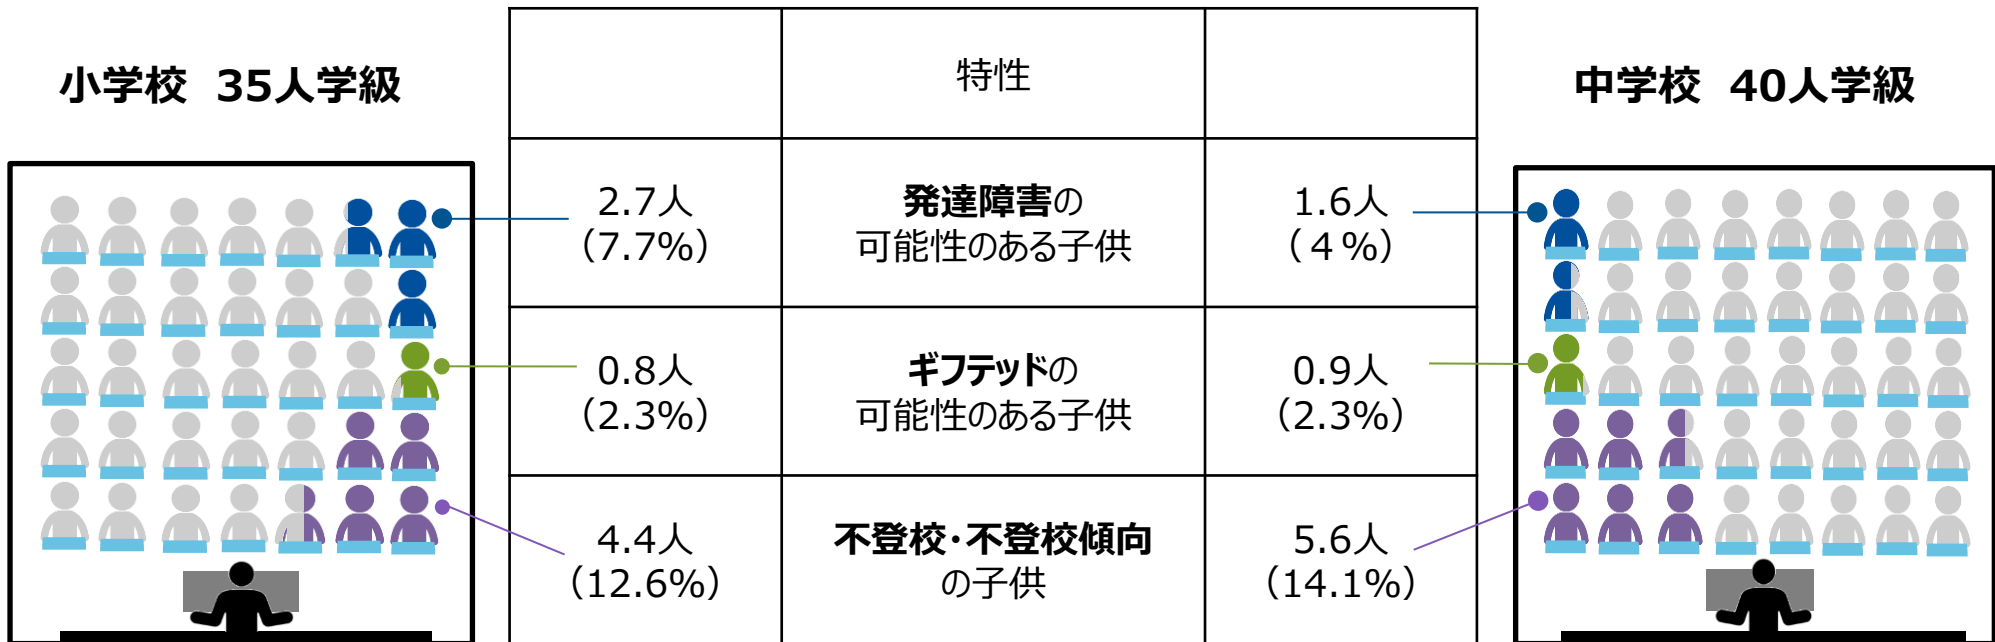 小学校 35人学級
特性
中学校 40人学級
2.7人
（7.7%）
発達障害の
可能性のある子供
1.6人
（４%）
0.8人
（2.3%）
ギフテッドの
可能性のある子供
0.9人
（2.3%）
4.4人
（12.6%）
不登校・不登校傾向
の子供
5.6人
（14.1%）